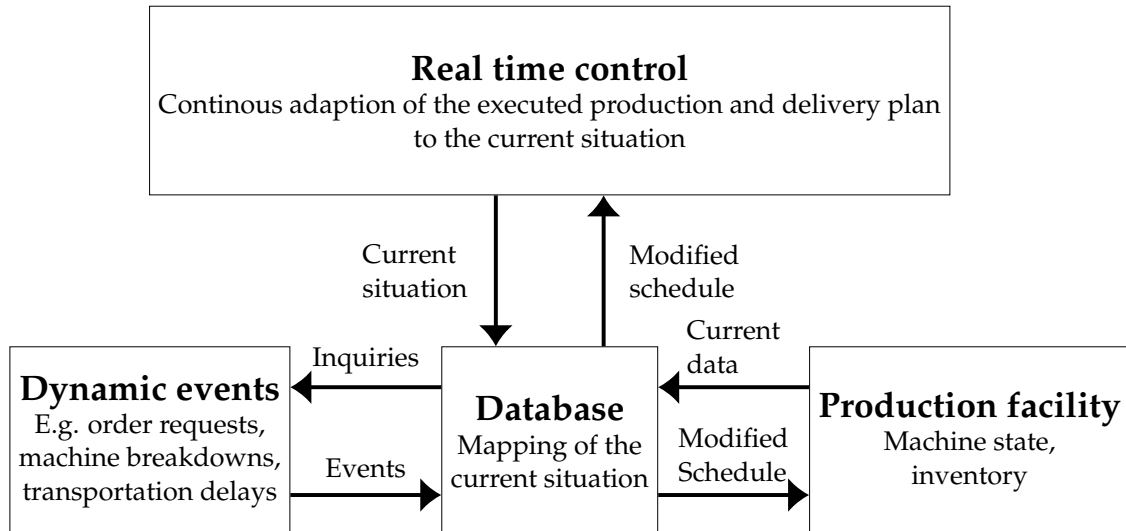 Real time control
Continous adaption of the executed production and delivery plan
to the current situation
Current
situation
Modified
schedule
Dynamic events
E.g. order requests,
machine breakdowns,
transportation delays
Inquiries
Events
Database
Mapping of the
current situation
Current
data
Modified
Schedule
Production facility
Machine state,
inventory